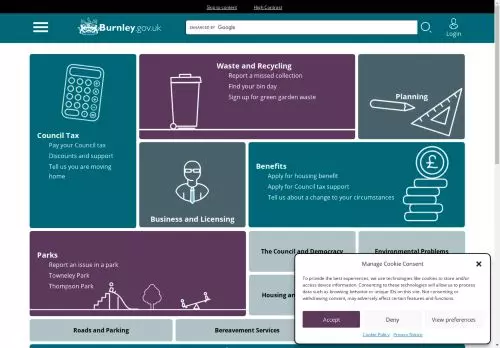 Skip to content
High Contrast
Burnley.gov.uk
ENHANCED BY Google
Login
Council Tax
Pay your Council tax
Discounts and support
Tell us you are moving
home
Waste and Recycling
Report a missed collection
Find your bin day
Sign up for green garden waste
Planning
Business and Licensing
Benefits
Apply for housing benefit
Apply for Council tax support
Tell us about a change to your circumstances
Parks
Report an issue in a park
Towneley Park
Thompson Park
The Council and Democracy
Environmental Problems
Housing an
Roads and Parking
Bereavement Services
Manage Cookie Consent
To provide the best experiences, we use technologies like cookies to store and/or
access device information. Consenting to these technologies will allow us to process
data such as browsing behavior or unique IDs on this site. Not consenting or
withdrawing consent, may adversely affect certain features and functions.
Accept
Deny
View preferences
Cookie Policy
Privacy Notice